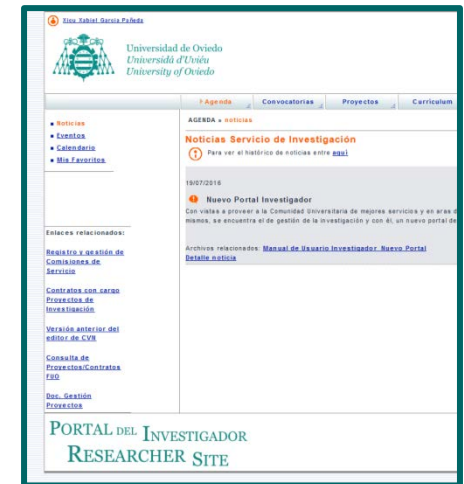 Xicu Xabiel García Pañeda
Universidad de Oviedo
Universidá d'Uviéu
University of Oviedo
Agenda
Convocatorias
Proyectos
Curriculum
Noticias
Eventos
Calendario
Mis Favoritos
Enlaces relacionados:
Registro y gestión de
Comisiones de
Servicio
Contratos con cargo
Proyectos de
Investigación
Versión anterior del
editor de CVN
Consulta de
Proyectos/Contratos
FUO
Doc. Gestión
Proyectos
AGENDA » noticias
Noticias Servicio de Investigación
Para ver el histórico de noticias entre aquí
19/07/2016
Nuevo Portal Investigador
Con vistas a proveer a la Comunidad Universitaria de mejores servicios y en aras d
mismos, se encuentra el de gestión de la investigación y con él, un nuevo portal de
Archivos relacionados: Manual de Usuario Investigador Nuevo Portal
Detalle noticia
PORTAL DEL INVESTIGADOR
RESEARCHER SITE